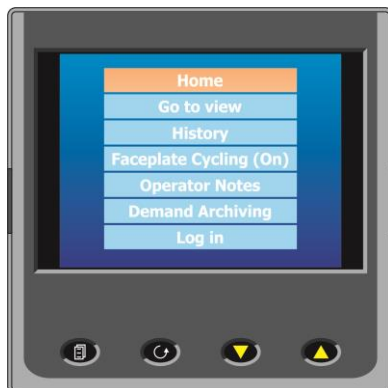 Home
Go to view
History
Faceplate Cycling (On)
Operator Notes
Demand Archiving
Log in